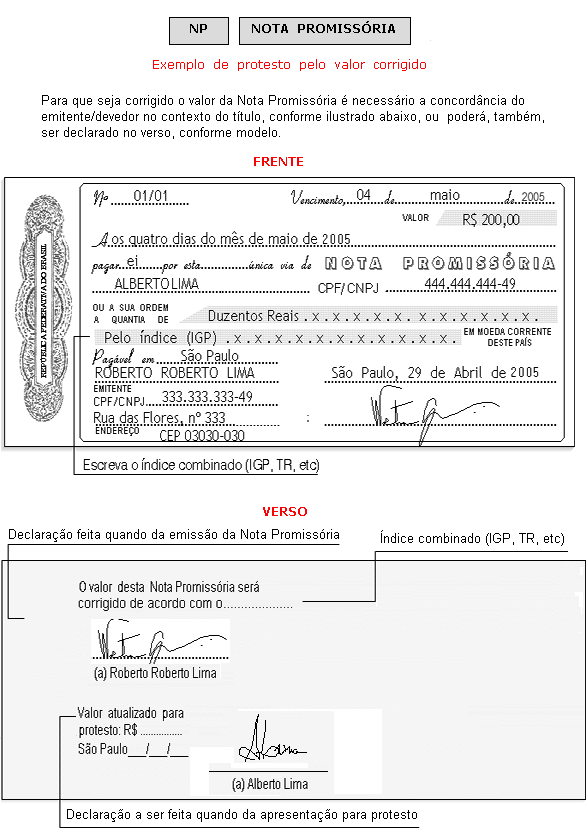 NP NOTA PROMISSÓRIA
Exemplo de protesto pelo valor corrigido
Para que seja corrigido o valor da Nota Promissória é necessário a concordância do
emitente/devedor no contexto do título, conforme ilustrado abaixo, ou poderá, também,
ser declarado no verso, conforme modelo.
FRENTE
REPÚBLICA FEDERATIVA DO BRASIL
Nº 01/01 Vencimento, 04 de maio de 2005
VALOR R$ 200,00
Aos quatro dias do mês de maio de 2005
pagar ei por esta única via de NOTA PROMISSÓRIA
ALBERTO LIMA CPF/CNPJ 444.444.444-49
OU A SUA ORDEM
A QUANTIA DE Duzentos Reais . x . x . x . x . x . x . x . x . x . x .
Pelo índice (IGP) . x . x . x . x . x . x . x . x . x . x . x . EM MOEDA CORRENTE
DESTE PAÍS
Pagável em São Paulo
ROBERTO ROBERTO LIMA São Paulo, 29 de Abril de 2005
EMITENTE
CPF/CNPJ 333.333.333-49
Rua das Flores, nº 333 :
ENDEREÇO CEP 03030-030
Escreva o índice combinado (IGP, TR, etc)
VERSO
Declaração feita quando da emissão da Nota Promissória
Índice combinado (IGP, TR, etc)
O valor desta Nota Promissória será
corrigido de acordo com o....................
(a) Roberto Roberto Lima
Valor atualizado para
protesto: R$ ................
São Paulo__/__/__
(a) Alberto Lima
Declaração a ser feita quando da apresentação para protesto